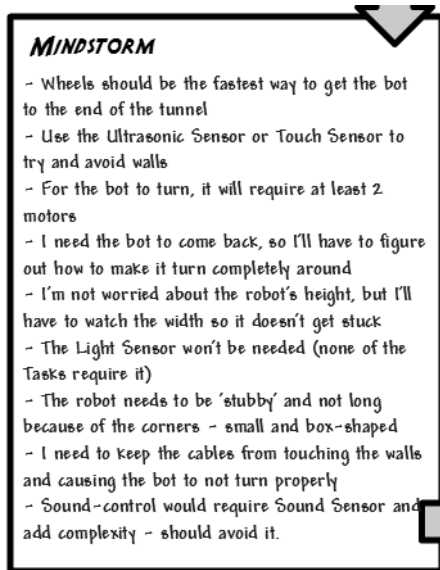 MINDSTORM
- Wheels should be the fastest way to get the bot
to the end of the tunnel
- Use the Ultrasonic Sensor or Touch Sensor to
try and avoid walls
- For the bot to turn, it will require at least 2
motors
- I need the bot to come back, so I'll have to figure
out how to make it turn completely around
- I'm not worried about the robot's height, but I'll
have to watch the width so it doesn't get stuck
- The Light Sensor won't be needed (none of the
Tasks require it)
- The robot needs to be 'stubby' and not long
because of the corners - small and box-shaped
- I need to keep the cables from touching the walls
and causing the bot to not turn properly
- Sound-control would require Sound Sensor and
add complexity - should avoid it.